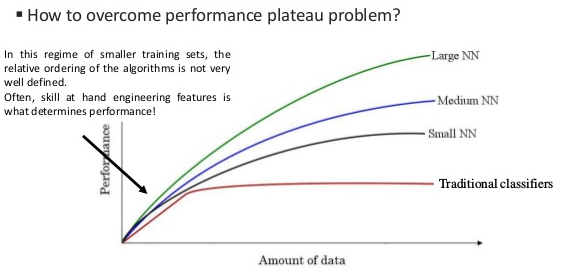 ▪ How to overcome performance plateau problem?
In this regime of smaller training sets, the
relative ordering of the algorithms is not very
well defined.
Often, skill at hand engineering features is
what determines performance!
Large NN
Medium NN
Small NN
Traditional classifiers
Performance
Amount of data